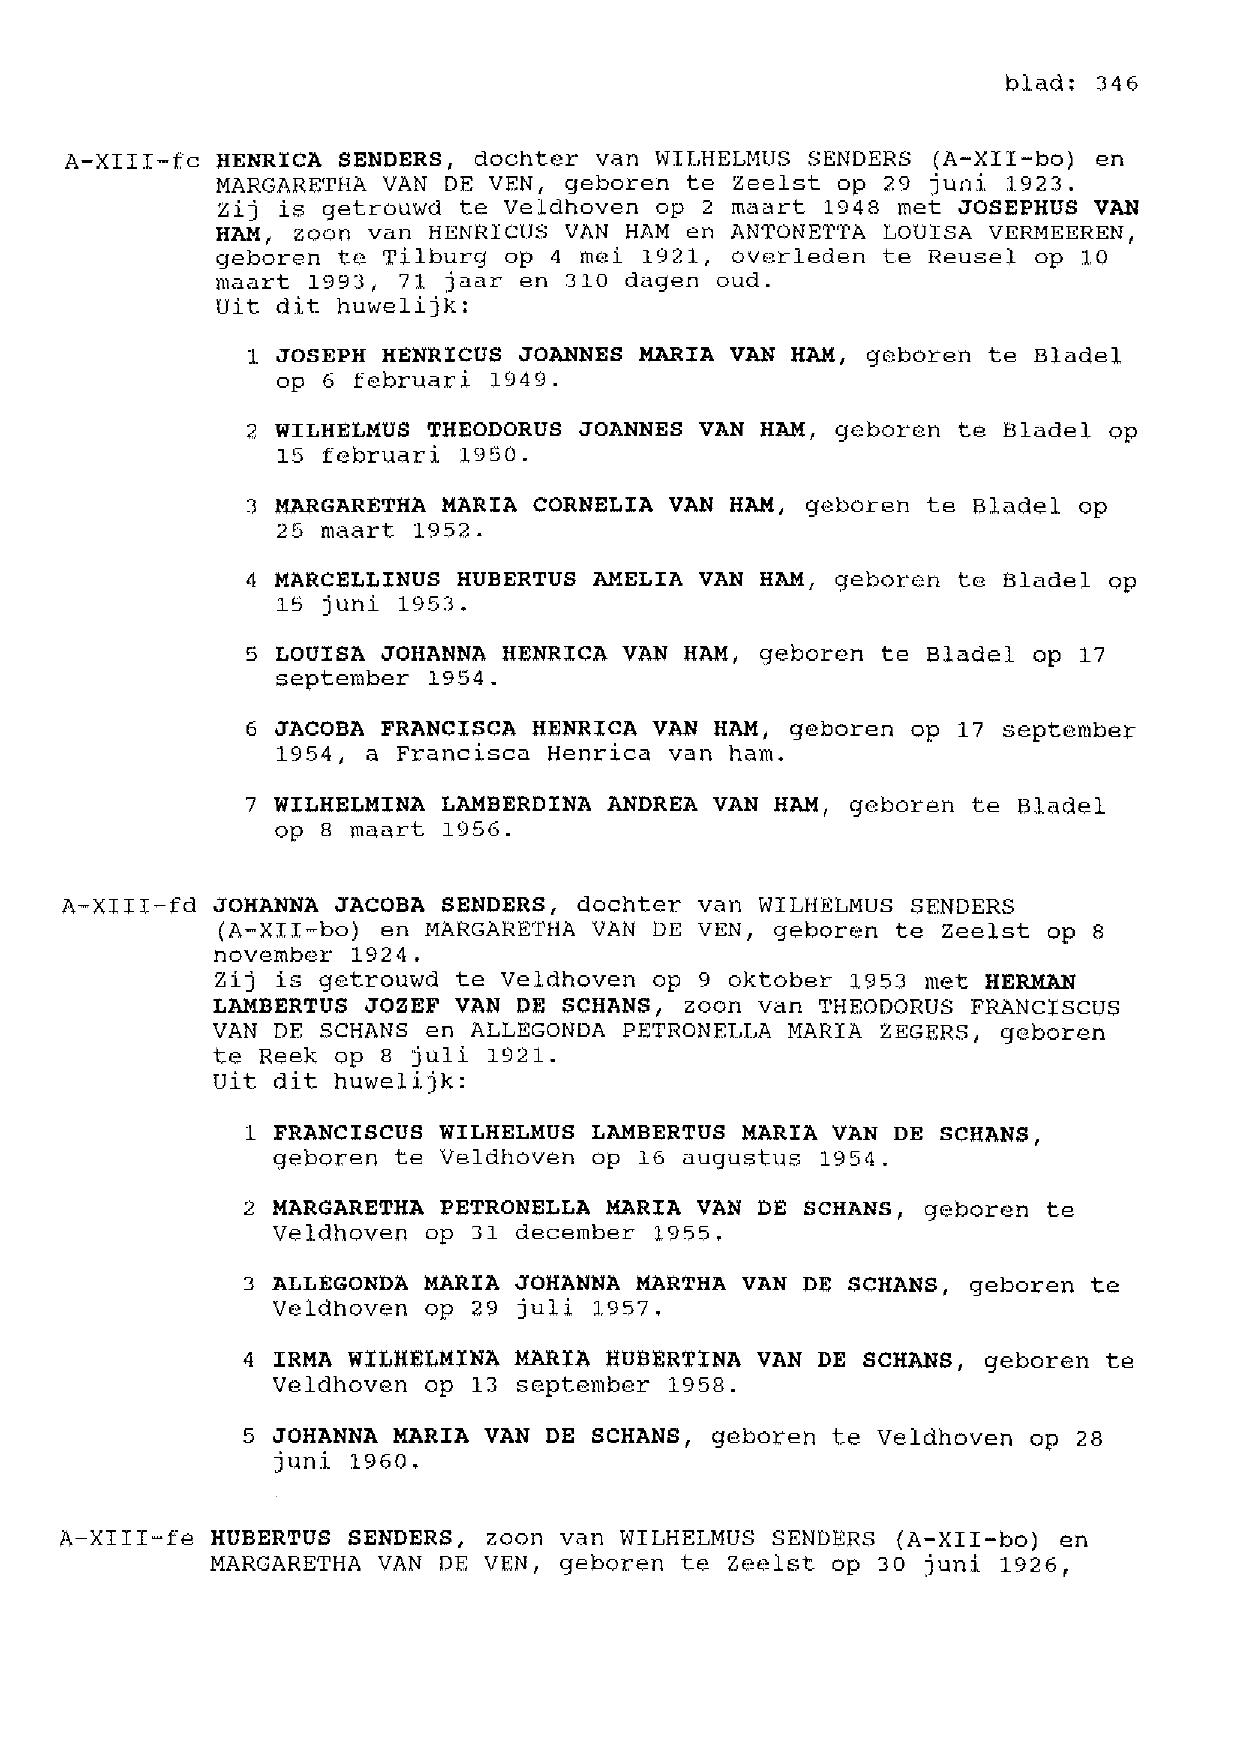 blad: 346
A-XIII-fc HENRICA SENDERS, dochter van WILHELMUS SENDERS (A-XII-bo) en
MARGARETHA VAN DE VEN, geboren te Zeelst op 29 juni 1923.
Zij is getrouwd te Veldhoven op 2 maart 1948 met JOSEPHUS VAN
HAM, zoon van HENRICUS VAN HAM en ANTONETTA LOUISA VERMEEREN,
geboren te Tilburg op 4 mei 1921, overleden te Reusel op 10
maart 1993, 71 jaar en 310 dagen oud.
Uit dit huwelijk:
1 JOSEPH HENRICUS JOANNES MARIA VAN HAM, geboren te Bladel
op 6 februari 1949.
2 WILHELMUS THEODORUS JOANNES VAN HAM, geboren te Bladel op
15 februari 1950.
3 MARGARETHA MARIA CORNELIA VAN HAM, geboren te Bladel op
25 maart 1952.
4 MARCELLINUS HUBERTUS AMELIA VAN HAM, geboren te Bladel op
15 juni 1953.
5 LOUISA JOHANNA HENRICA VAN HAM, geboren te Bladel op 17
september 1954.
6 JACOBA FRANCISCA HENRICA VAN HAM, geboren op 17 september
1954, a Francisca Henrica van ham.
7 WILHELMINA LAMBERDINA ANDREA VAN HAM, geboren te Bladel
op 8 maart 1956.
A-XIII-fd JOHANNA JACOBA SENDERS, dochter van WILHELMUS SENDERS
(A-XII-bo) en MARGARETHA VAN DE VEN, geboren te Zeelst op 8
november 1924.
Zij is getrouwd te Veldhoven op 9 oktober 1953 met HERMAN
LAMBERTUS JOZEF VAN DE SCHANS, zoon van THEODORUS FRANCISCUS
VAN DE SCHANS en ALLEGONDA PETRONELLA MARIA ZEGERS, geboren
te Reek op 8 juli 1921.
Uit dit huwelijk:
1 FRANCISCUS WILHELMUS LAMBERTUS MARIA VAN DE SCHANS,
geboren te Veldhoven op 16 augustus 1954.
2 MARGARETHA PETRONELLA MARIA VAN DE SCHANS, geboren te
Veldhoven op 31 december 1955.
3 ALLEGONDA MARIA JOHANNA MARTHA VAN DE SCHANS, geboren te
Veldhoven op 29 juli 1957.
4 IRMA WILHELMINA MARIA HUBERTINA VAN DE SCHANS, geboren te
Veldhoven op 13 september 1958.
5 JOHANNA MARIA VAN DE SCHANS, geboren te Veldhoven op 28
juni 1960.
A-XIII-fe HUBERTUS SENDERS, zoon van WILHELMUS SENDERS (A-XII-bo) en
MARGARETHA VAN DE VEN, geboren te Zeelst op 30 juni 1926,